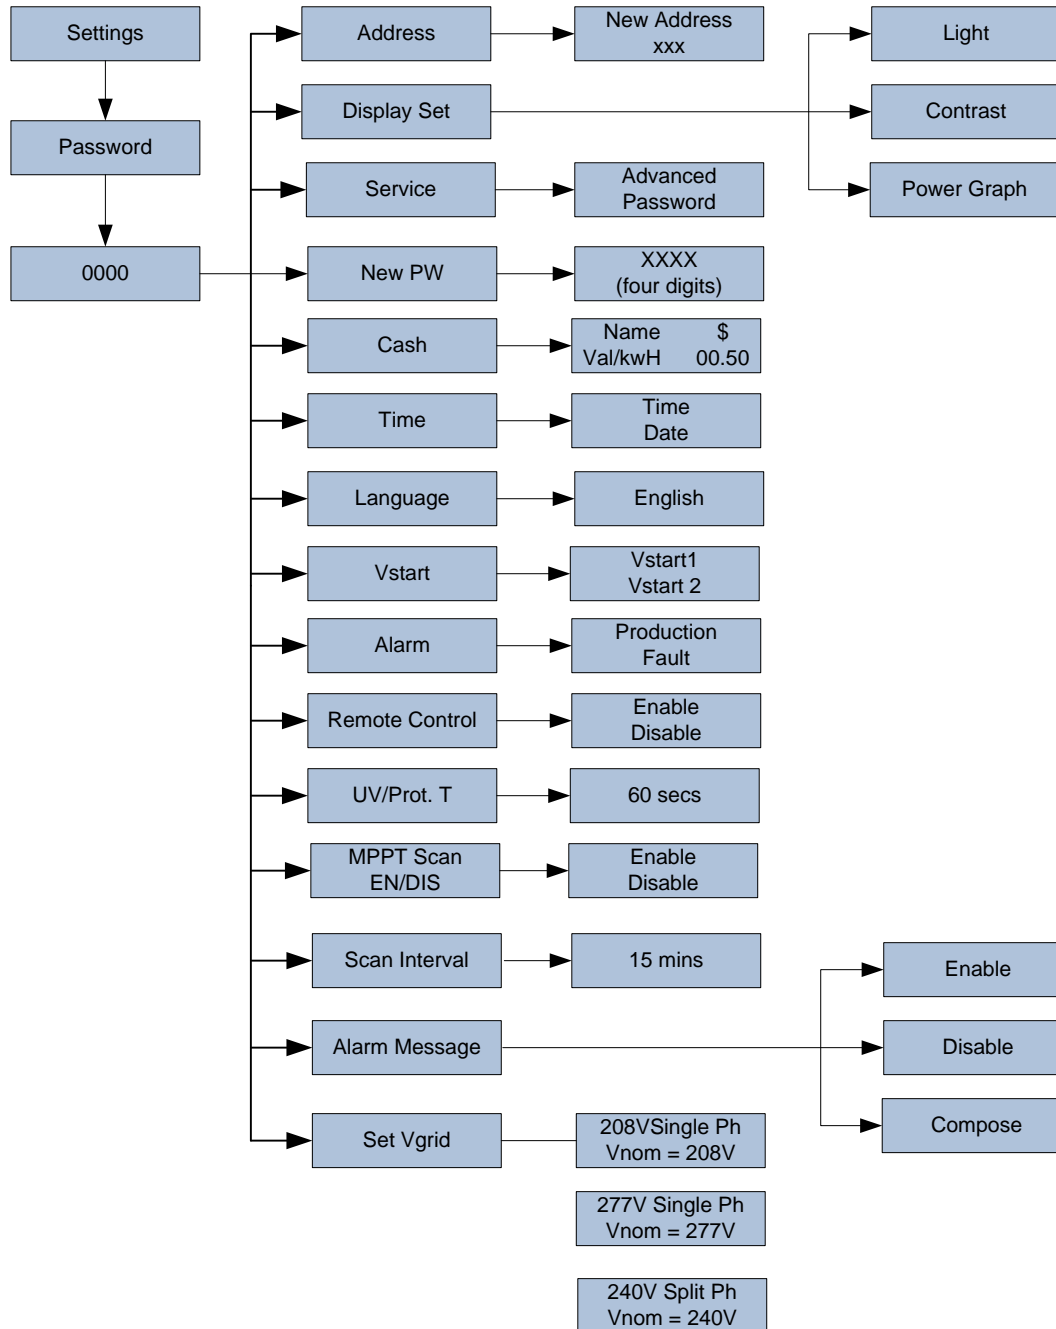 Settings
Password
0000
Address
New Address
xxx
Light
Display Set
Contrast
Power Graph
Service
Advanced
Password
New PW
XXXX
(four digits)
Cash
Name $
Val/kwH 00.50
Time
Time
Date
Language
English
Vstart
Vstart1
Vstart 2
Alarm
Production
Fault
Remote Control
Enable
Disable
UV/Prot. T
60 secs
MPPT Scan
EN/DIS
Enable
Disable
Scan Interval
15 mins
Alarm Message
Enable
Disable
Compose
Set Vgrid
208VSingle Ph
Vnom = 208V
277V Single Ph
Vnom = 277V
240V Split Ph
Vnom = 240V